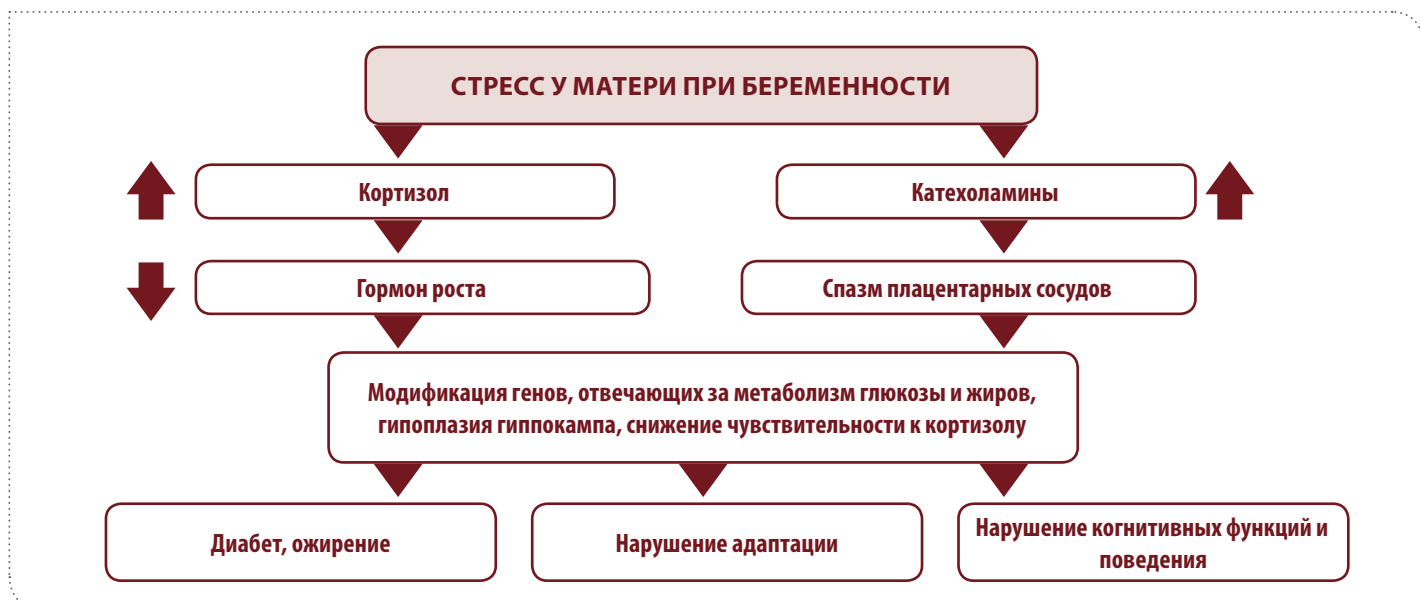 СТРЕСС У МАТЕРИ ПРИ БЕРЕМЕННОСТИ
Кортизол
Катехоламины
Гормон роста
Спазм плацентарных сосудов
Модификация генов, отвечающих за метаболизм глюкозы и жиров,
гипоплазия гиппокампа, снижение чувствительности к кортизолу
Диабет, ожирение
Нарушение адаптации
Нарушение когнитивных функций и
поведения